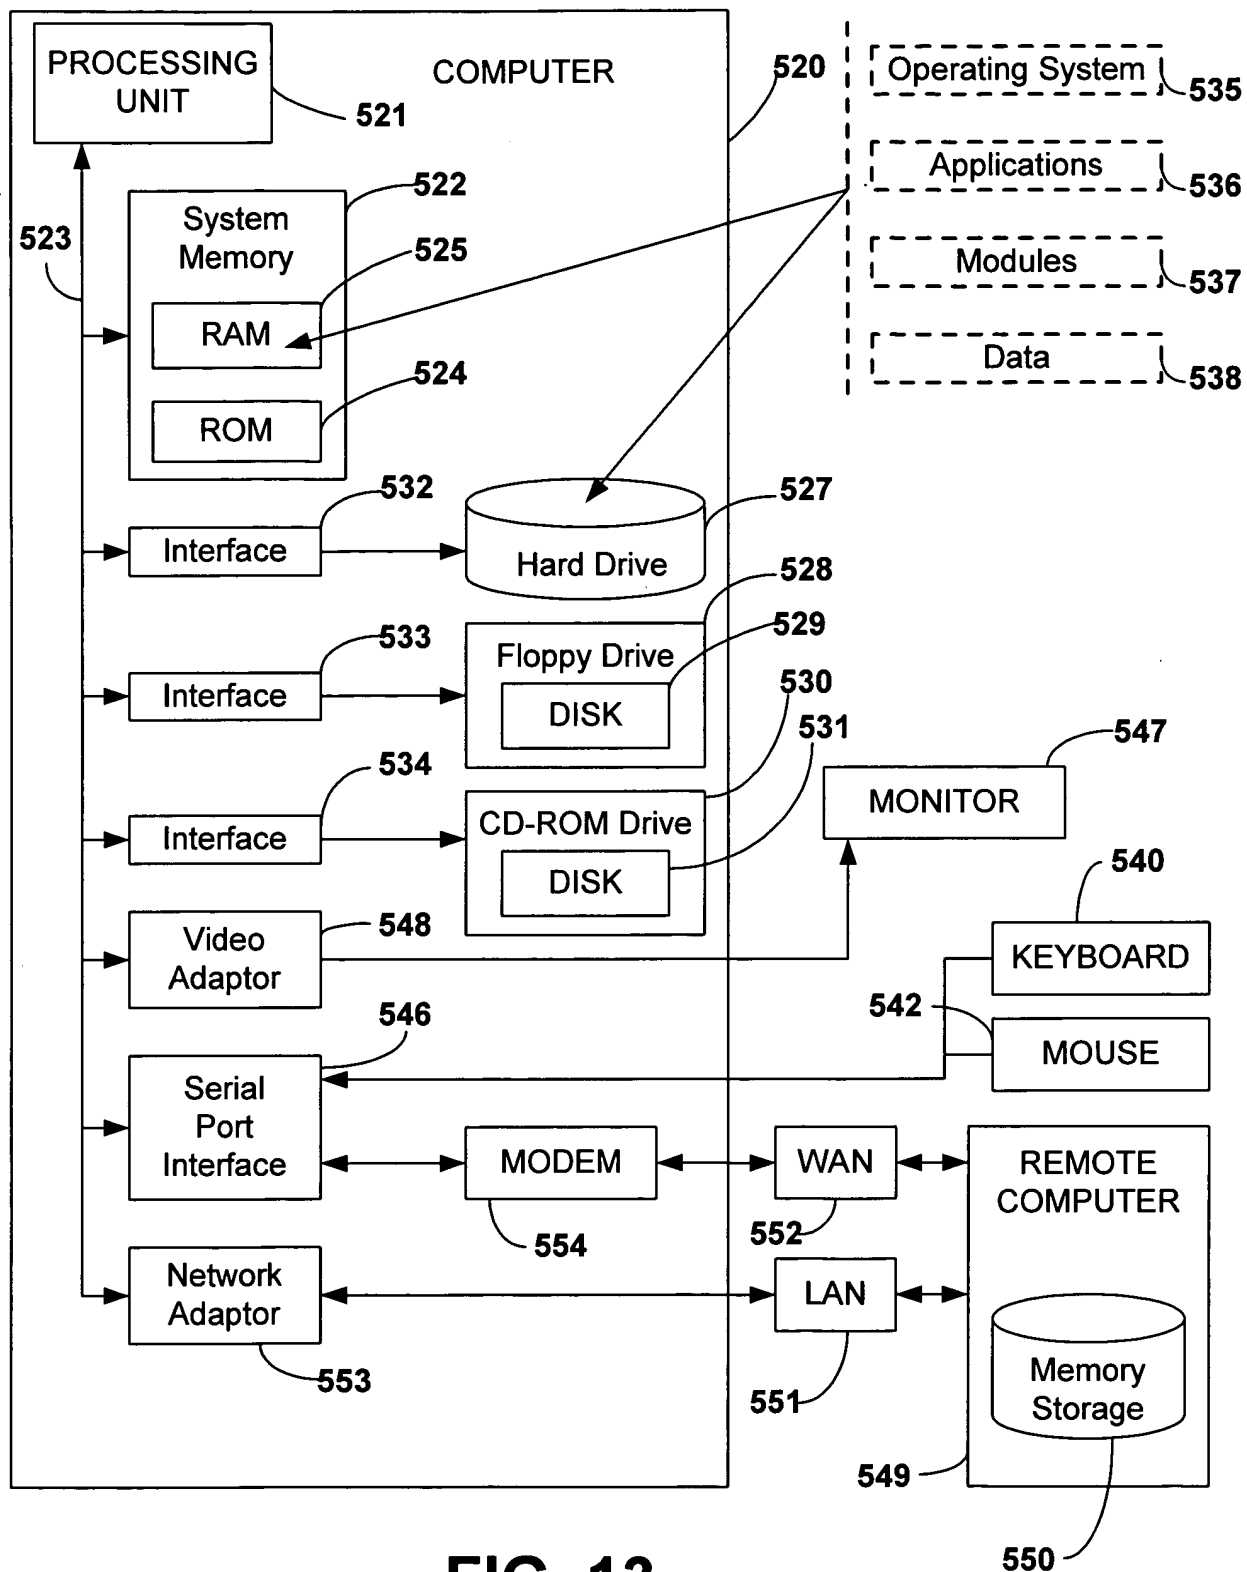 PROCESSING
UNIT
521
COMPUTER
520
Operating System
535
Applications
536
Modules
537
Data
538
522
System
Memory
523
525
RAM
524
ROM
532
Interface
527
Hard Drive
528
529
533
Interface
Floppy Drive
DISK
530
531
534
Interface
CD-ROM Drive
DISK
547
MONITOR
540
KEYBOARD
548
Video
Adaptor
542
MOUSE
546
Serial
Port
Interface
MODEM
554
WAN
552
REMOTE
COMPUTER
Network
Adaptor
553
LAN
551
Memory
Storage
549
550
FIG. 13